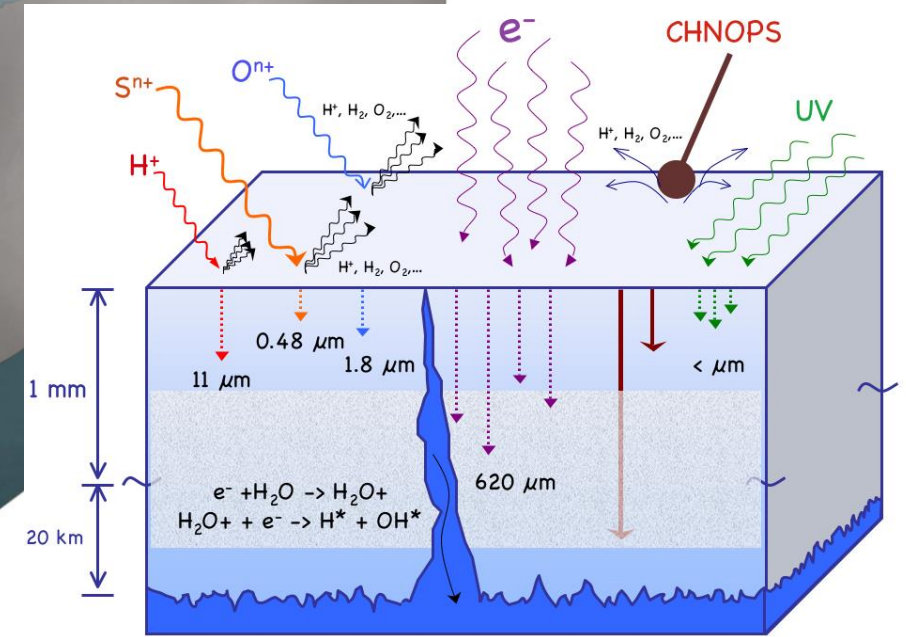 e⁻
CHNOPS
Oⁿ⁺
Sⁿ⁺
UV
H⁺, H₂, O₂,...
H⁺, H₂, O₂,...
H⁺
H⁺, H₂, O₂,...
0.48 μm
1.8 μm
< μm
11 μm
1 mm
620 μm
e⁻ +H₂O -> H₂O+
H₂O+ + e⁻ -> H* + OH*
20 km